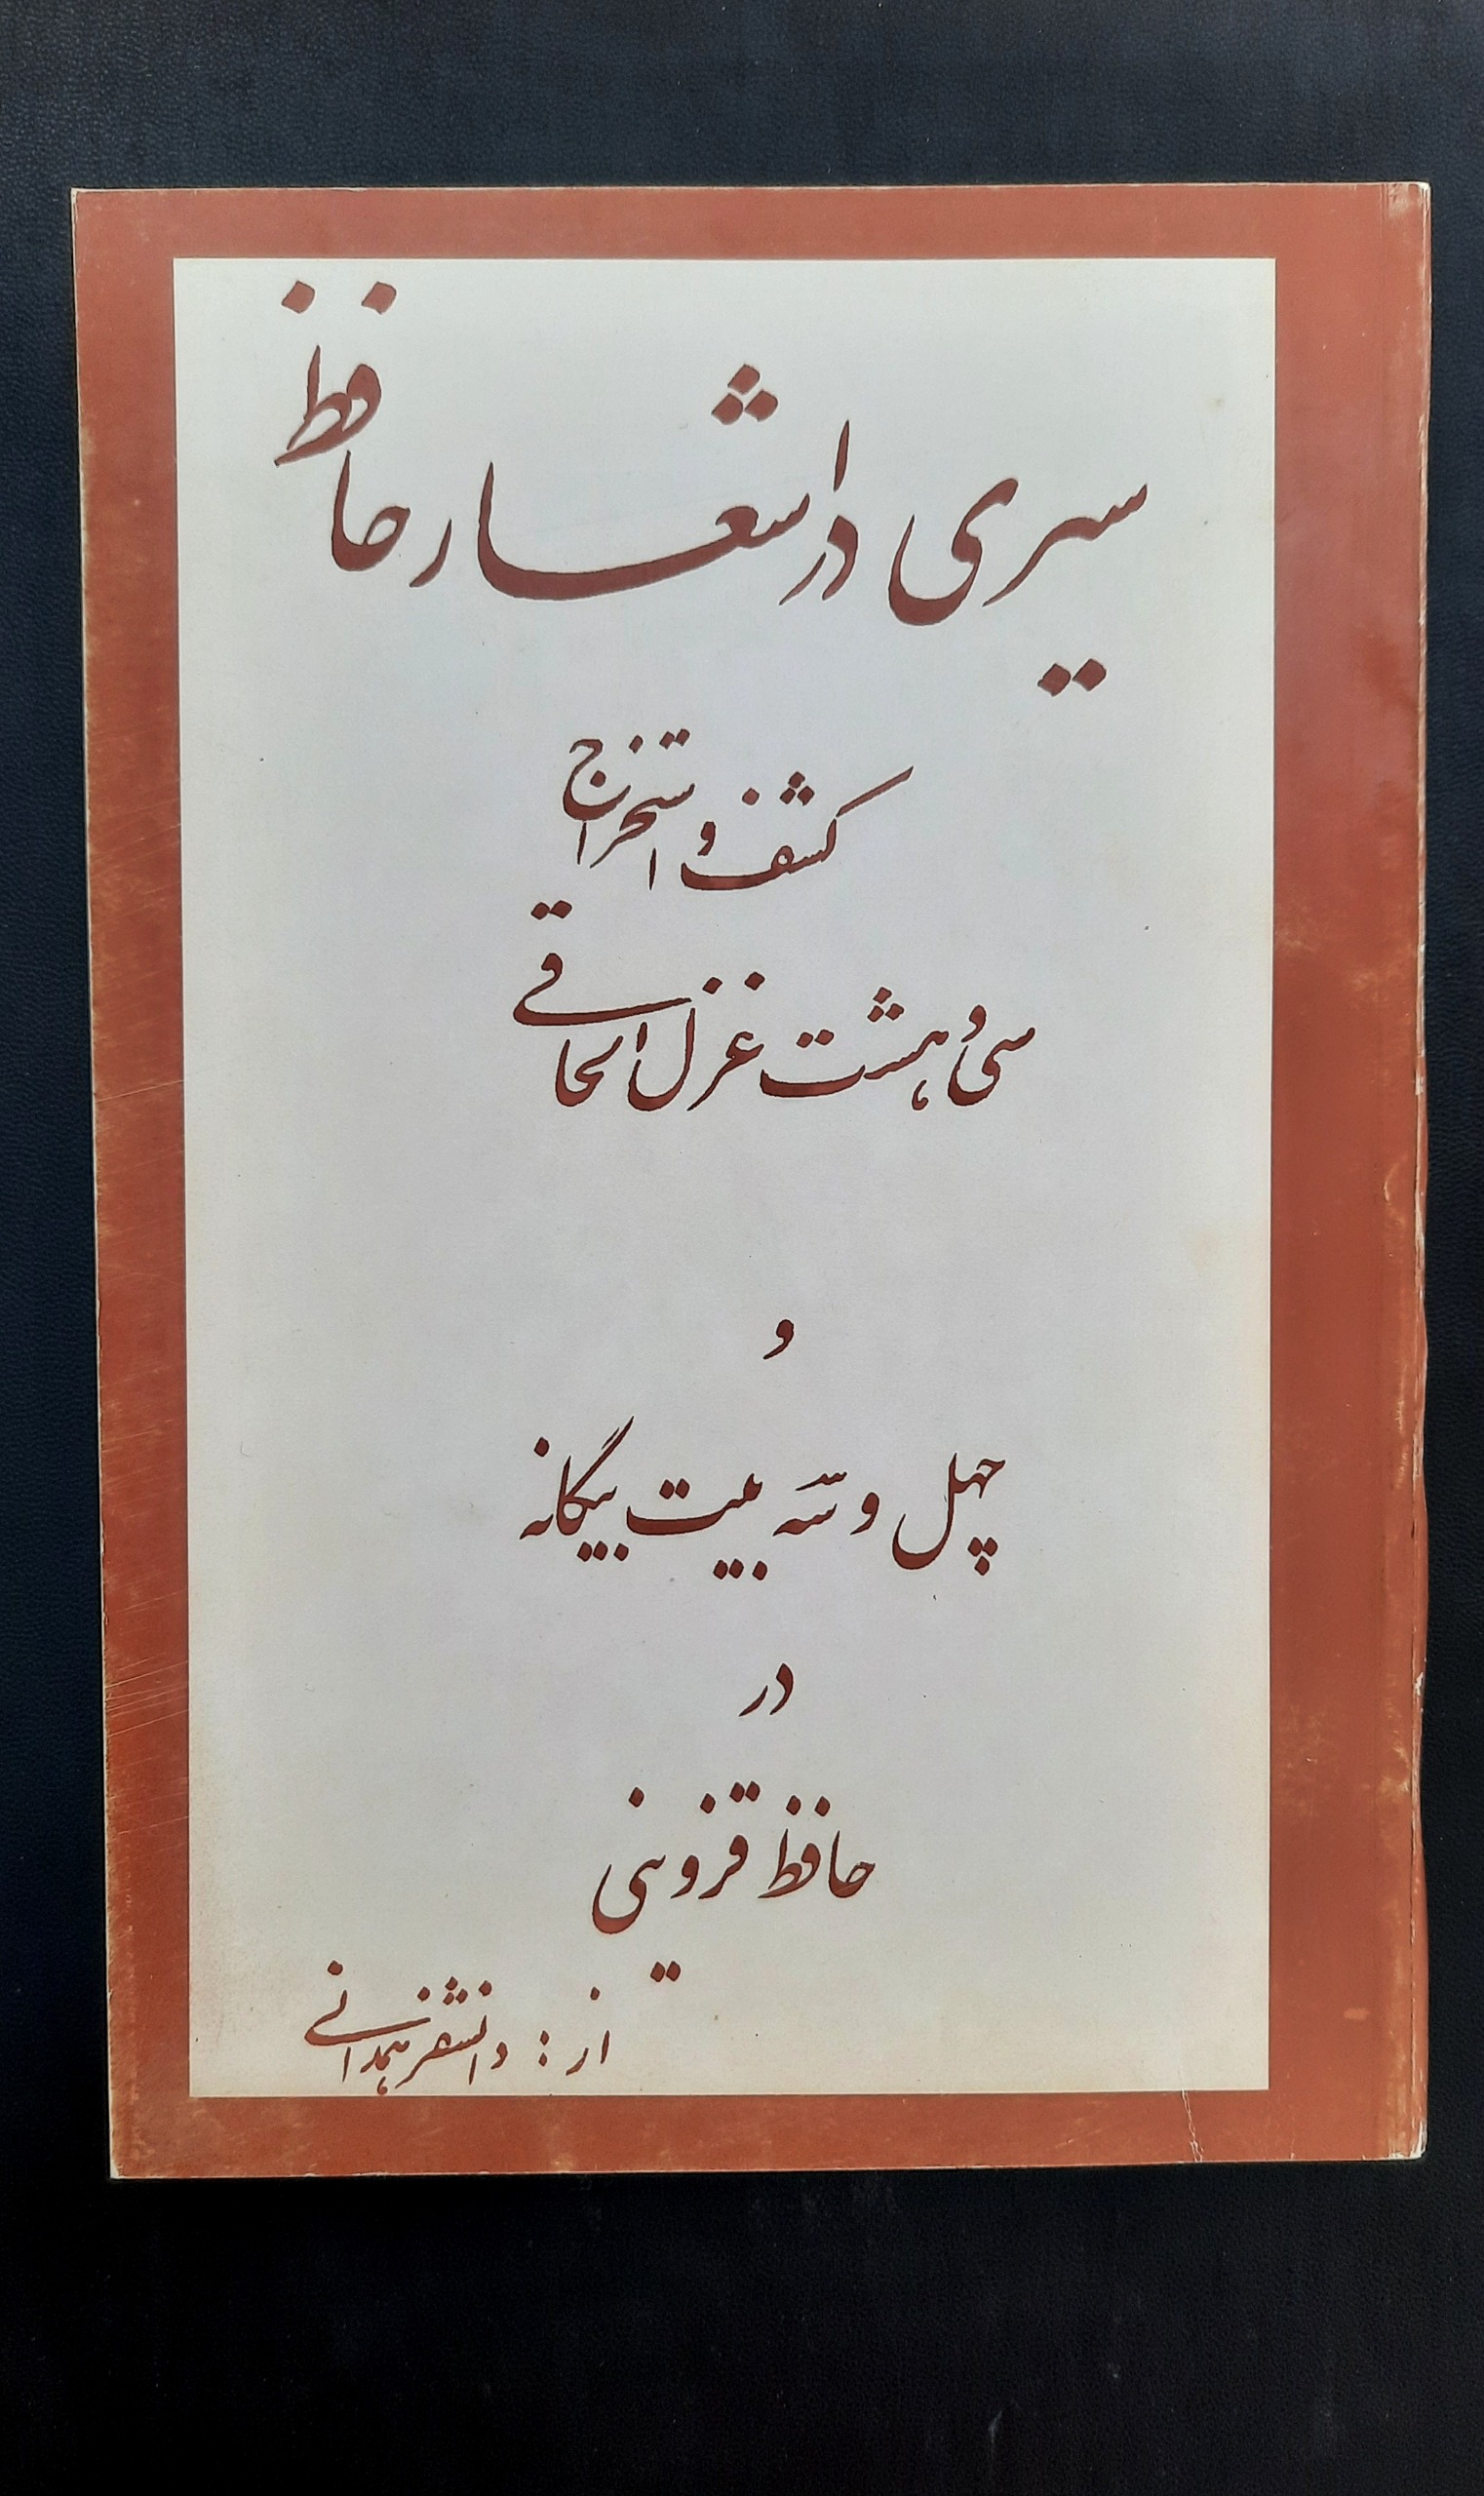 سیری در اشعار حافظ
کشف و استخراج
سی و هشت غزل الحاقی
و
چهل و سه بیت بیگانه
در
حافظ قزوینی
از : دانشفر همدانی